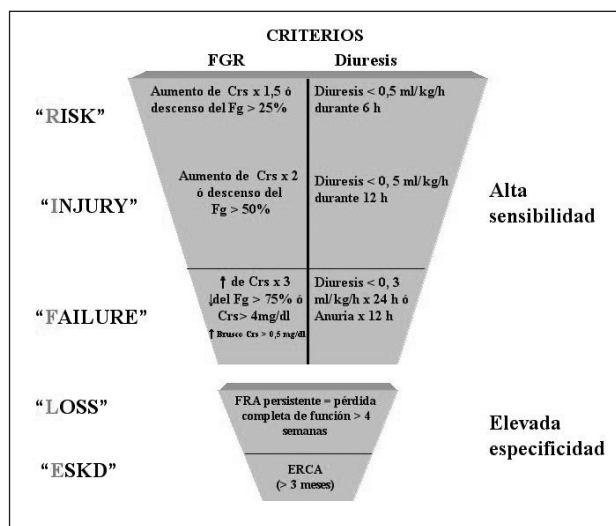 CRITERIOS
FGR
Diuresis
"RISK"
Aumento de Crs x 1,5 ó
descenso del Fg > 25%
Diuresis < 0,5 ml/kg/h
durante 6 h
"INJURY"
Aumento de Crs x 2
ó descenso del
Fg > 50%
Diuresis < 0, 5 ml/kg/h
durante 12 h
Alta
sensibilidad
"FAILURE"
↑ de Crs x 3
↓del Fg > 75% ó
Crs> 4mg/dl
↑ Brusco Crs > 0,5 mg/dl
Diuresis < 0, 3
ml/kg/h x 24 h ó
Anuria x 12 h
"LOSS"
FRA persistente = pérdida
completa de función > 4
semanas
Elevada
especificidad
"ESKD"
ERCA
(> 3 meses)